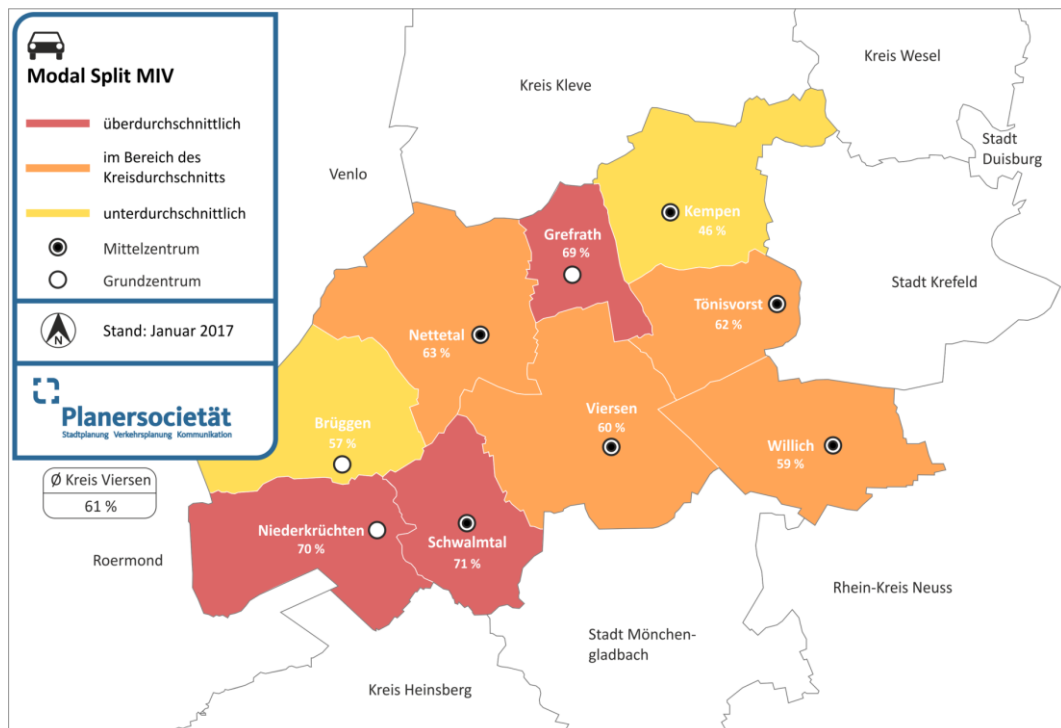 Modal Split MIV
überdurchschnittlich
im Bereich des
Kreisdurchschnitts
unterdurchschnittlich
Mittelzentrum
Grundzentrum
N
Stand: Januar 2017
Planersocietät
Stadtplanung Verkehrsplanung Kommunikation
Ø Kreis Viersen
61 %
Kreis Wesel
Kreis Kleve
Stadt
Duisburg
Venlo
Kempen
46 %
Grefrath
69 %
Stadt Krefeld
Tönisvorst
62 %
Nettetal
63 %
Viersen
60 %
Brüggen
57 %
Willich
59 %
Niederkrüchten
70 %
Schwalmtal
71 %
Roermond
Rhein-Kreis Neuss
Stadt Mönchen-
gladbach
Kreis Heinsberg